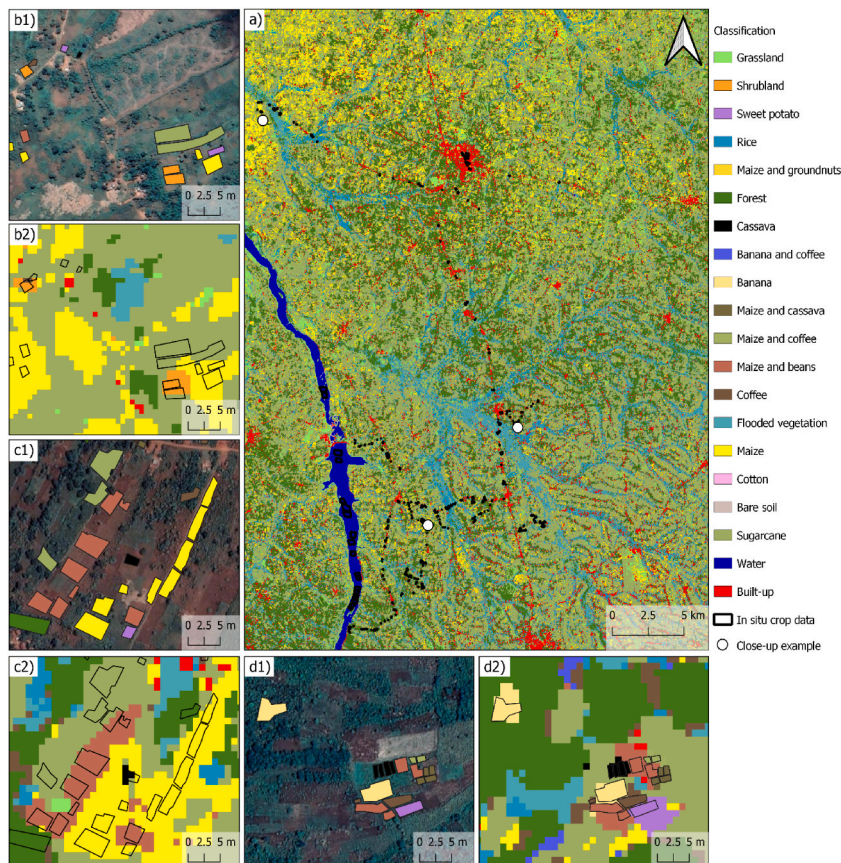 b1)
0 2.5 5 m
a)
0 2.5 5 km
Classification
Grassland
Shrubland
Sweet potato
Rice
Maize and groundnuts
Forest
Cassava
Banana and coffee
Banana
Maize and cassava
Maize and coffee
Maize and beans
Coffee
Flooded vegetation
Maize
Cotton
Bare soil
Sugarcane
Water
Built-up
In situ crop data
Close-up example
b2)
0 2.5 5 m
c1)
0 2.5 5 m
c2)
0 2.5 5 m
d1)
0 2.5 5 m
d2)
0 2.5 5 m